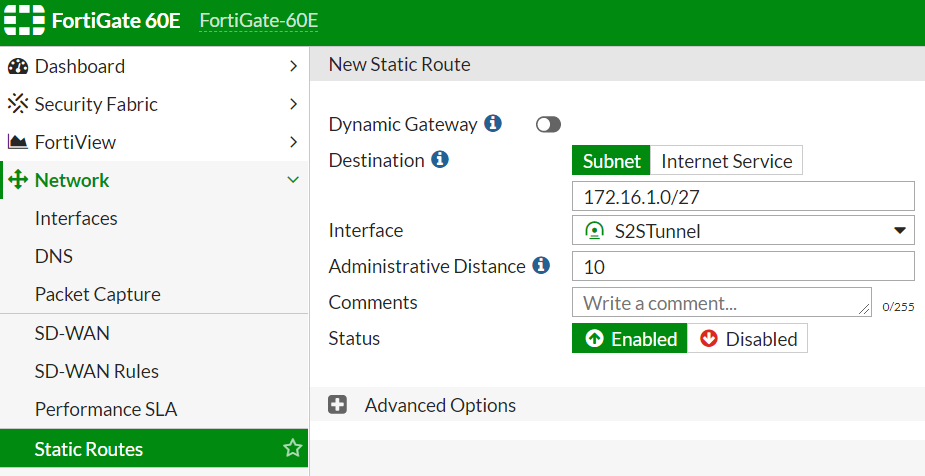 FortiGate 60E FortiGate-60E
Dashboard
Security Fabric
FortiView
Network
Interfaces
DNS
Packet Capture
SD-WAN
SD-WAN Rules
Performance SLA
Static Routes
New Static Route
Dynamic Gateway
Destination Subnet Internet Service
172.16.1.0/27
Interface S2STunnel
Administrative Distance 10
Comments Write a comment... 0/255
Status Enabled Disabled
Advanced Options